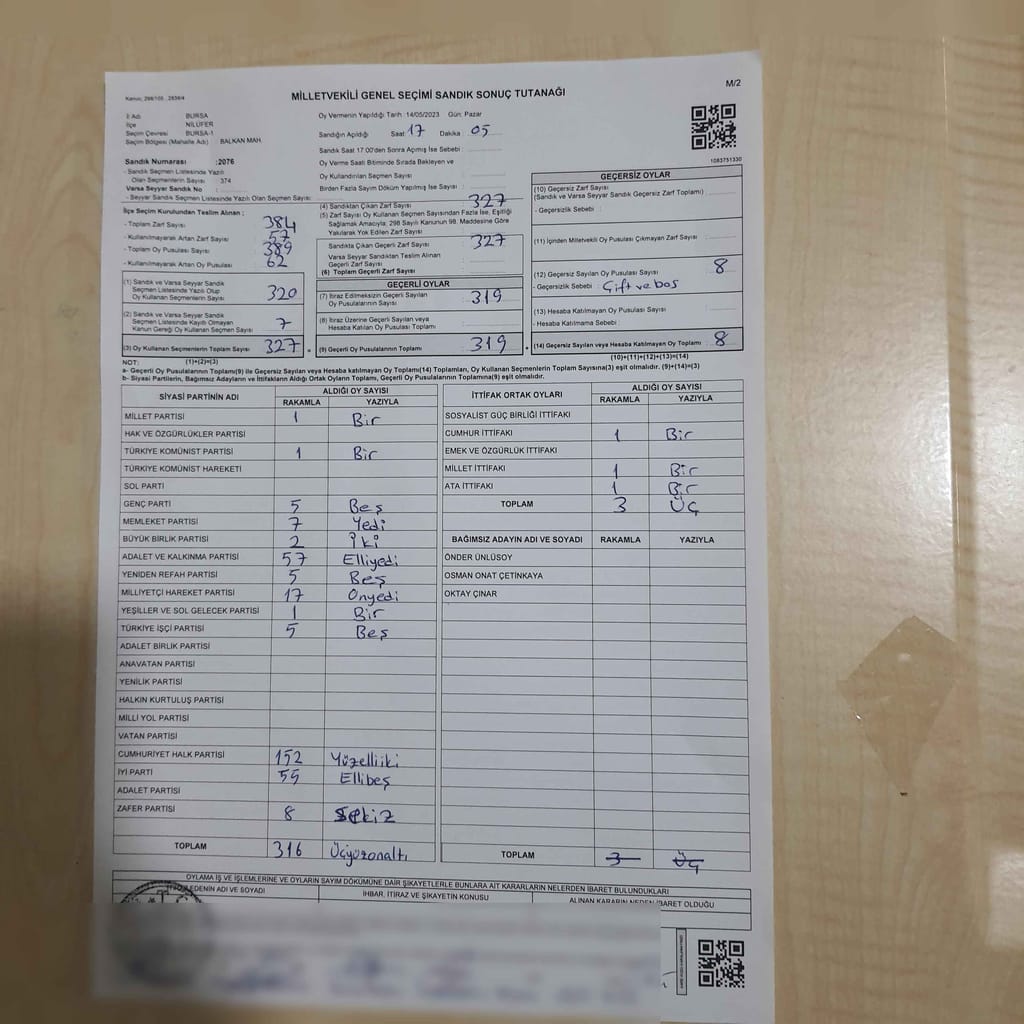 M/2
Kanun; 298/105 , 2839/4
MİLLETVEKİLİ GENEL SEÇİMİ SANDIK SONUÇ TUTANAĞI
İl Adı : BURSA
İlçe : NİLÜFER
Seçim Çevresi : BURSA-1
Seçim Bölgesi (Mahalle Adı) : BALKAN MAH
Sandık Numarası :2076
- Sandık Seçmen Listesinde Yazılı
Olan Seçmenlerin Sayısı : 374
Varsa Seyyar Sandık No :
- Seyyar Sandık Seçmen Listesinde Yazılı Olan Seçmen Sayısı:
Oy Vermenin Yapıldığı Tarih :14/05/2023 Gün: Pazar
Sandığın Açıldığı Saat: 17 Dakika : 05
Sandık Saat 17.00'den Sonra Açılmış İse Sebebi :
Oy Verme Saati Bitiminde Sırada Bekleyen ve
Oy Kullandırılan Seçmen Sayısı :
Birden Fazla Sayım Döküm Yapılmış İse Sayısı :
1083751330
İlçe Seçim Kurulundan Teslim Alınan :
- Toplam Zarf Sayısı : 384
- Kullanılmayarak Artan Zarf Sayısı : 57
- Toplam Oy Pusulası Sayısı : 389
- Kullanılmayarak Artan Oy Pusulası : 62
(1) Sandık ve Varsa Seyyar Sandık
Seçmen Listesinde Yazılı Olup
Oy Kullanan Seçmenlerin Sayısı : 320
(2) Sandık ve Varsa Seyyar Sandık
Seçmen Listesinde Kayıtlı Olmayan
Kanun Gereği Oy Kullanan Seçmen Sayısı : 7
(3) Oy Kullanan Seçmenlerin Toplam Sayısı : 327
(4) Sandıktan Çıkan Zarf Sayısı : 327
(5) Zarf Sayısı Oy Kullanan Seçmen Sayısından Fazla İse, Eşitliği
Sağlamak Amacıyla; 298 Sayılı Kanunun 98. Maddesine Göre
Yakılarak Yok Edilen Zarf Sayısı :
Sandıkta Çıkan Geçerli Zarf Sayısı : 327
Varsa Seyyar Sandıktan Teslim Alınan
Geçerli Zarf Sayısı :
(6) Toplam Geçerli Zarf Sayısı :
GEÇERLİ OYLAR
(7) İtiraz Edilmeksizin Geçerli Sayılan
Oy Pusulalarının Sayısı : 319
(8) İtiraz Üzerine Geçerli Sayılan veya
Hesaba Katılan Oy Pusulası Toplamı :
(9) Geçerli Oy Pusulalarının Toplamı : 319
GEÇERSİZ OYLAR
(10) Geçersiz Zarf Sayısı
(Sandık ve Varsa Seyyar Sandık Geçersiz Zarf Toplamı) :
- Geçersizlik Sebebi :
(11) İçinden Milletvekili Oy Pusulası Çıkmayan Zarf Sayısı :
(12) Geçersiz Sayılan Oy Pusulası Sayısı : 8
- Geçersizlik Sebebi : Çift ve boş
(13) Hesaba Katılmayan Oy Pusulası Sayısı :
- Hesaba Katılmama Sebebi :
(14) Geçersiz Sayılan veya Hesaba Katılmayan Oy Toplamı : 8
NOT: (1)+(2)=(3) (10)+(11)+(12)+(13)=(14)
a- Geçerli Oy Pusulaları Toplamı(9) ile Geçersiz Sayılan veya Hesaba Katılmayan Oy Toplamı(14) Toplamları, Oy Kullanan Seçmenlerin Toplam Sayısına(3) eşit olmalıdır. (9)+(14)=(3)
b- Siyasi Partilerin, Bağımsız Adayların ve İttifakların Aldığı Ortak Oyların Toplamı, Geçerli Oy Pusulalarının Toplamına(9) eşit olmalıdır.
SİYASİ PARTİNİN ADI ALDIĞI OY SAYISI
RAKAMLA YAZIYLA
MİLLET PARTİSİ 1 Bir
HAK VE ÖZGÜRLÜKLER PARTİSİ
TÜRKİYE KOMÜNİST PARTİSİ 1 Bir
TÜRKİYE KOMÜNİST HAREKETİ
SOL PARTİ
GENÇ PARTİ 5 Beş
MEMLEKET PARTİSİ 7 Yedi
BÜYÜK BİRLİK PARTİSİ 2 İki
ADALET VE KALKINMA PARTİSİ 57 Elliyedi
YENİDEN REFAH PARTİSİ 5 Beş
MİLLİYETÇİ HAREKET PARTİSİ 17 Onyedi
YEŞİLLER VE SOL GELECEK PARTİSİ 1 Bir
TÜRKİYE İŞÇİ PARTİSİ 5 Beş
ADALET BİRLİK PARTİSİ
ANAVATAN PARTİSİ
YENİLİK PARTİSİ
HALKIN KURTULUŞ PARTİSİ
MİLLİ YOL PARTİSİ
VATAN PARTİSİ
CUMHURİYET HALK PARTİSİ 152 Yüzelliiki
İYİ PARTİ 55 Ellibeş
ADALET PARTİSİ
ZAFER PARTİSİ 8 Sekiz
TOPLAM 316 Üçyüzonaltı
İTTİFAK ORTAK OYLARI ALDIĞI OY SAYISI
RAKAMLA YAZIYLA
SOSYALİST GÜÇ BİRLİĞİ İTTİFAKI
CUMHUR İTTİFAKI 1 Bir
EMEK VE ÖZGÜRLÜK İTTİFAKI
MİLLET İTTİFAKI 1 Bir
ATA İTTİFAKI 1 Bir
TOPLAM 3 Üç
BAĞIMSIZ ADAYIN ADI VE SOYADI RAKAMLA YAZIYLA
ÖNDER ÜNLÜSOY
OSMAN ONAT ÇETİNKAYA
OKTAY ÇINAR
TOPLAM 3 Üç
OYLAMA İŞ VE İŞLEMLERİNE VE OYLARIN SAYIM DÖKÜMÜNE DAİR ŞİKAYETLERLE BUNLARA AİT KARARLARIN NELERDEN İBARET BULUNDUKLARI
EDENİN ADI VE SOYADI İHBAR, İTİRAZ VE ŞİKAYETİN KONUSU ALINAN KARARIN NEDEN İBARET OLDUĞU